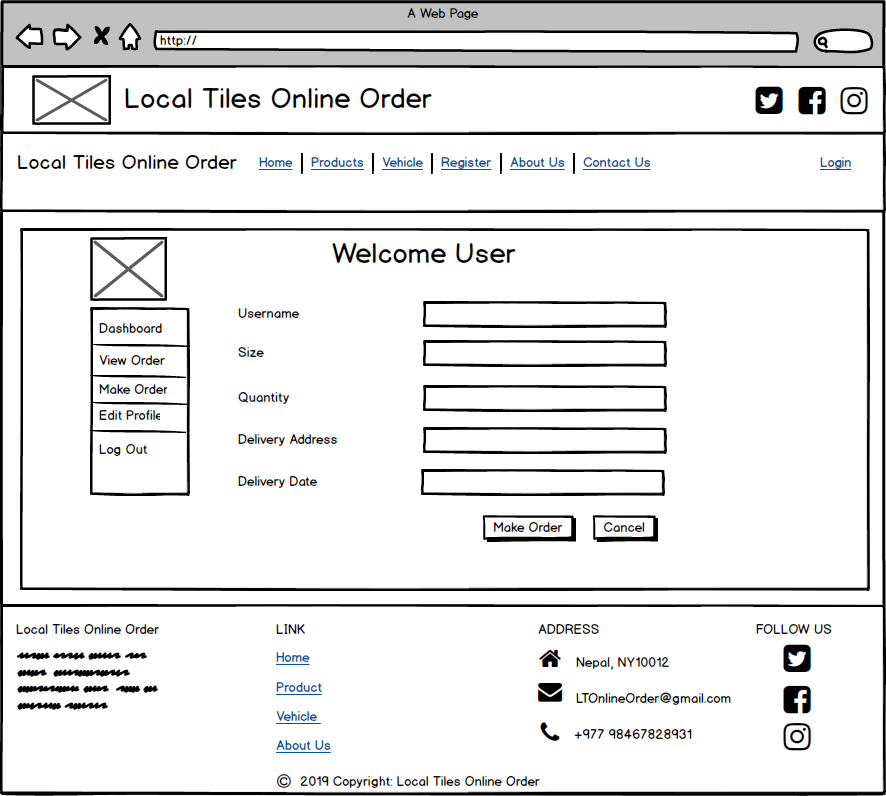 A Web Page
http://
Local Tiles Online Order
Local Tiles Online Order Home Products Vehicle Register About Us Contact Us Login
Welcome User
Dashboard
View Order
Make Order
Edit Profile
Log Out
Username
Size
Quantity
Delivery Address
Delivery Date
Make Order Cancel
Local Tiles Online Order
LINK
Home
Product
Vehicle
About Us
ADDRESS
Nepal, NY10012
LTOnlineOrder@gmail.com
+977 98467828931
FOLLOW US
© 2019 Copyright: Local Tiles Online Order